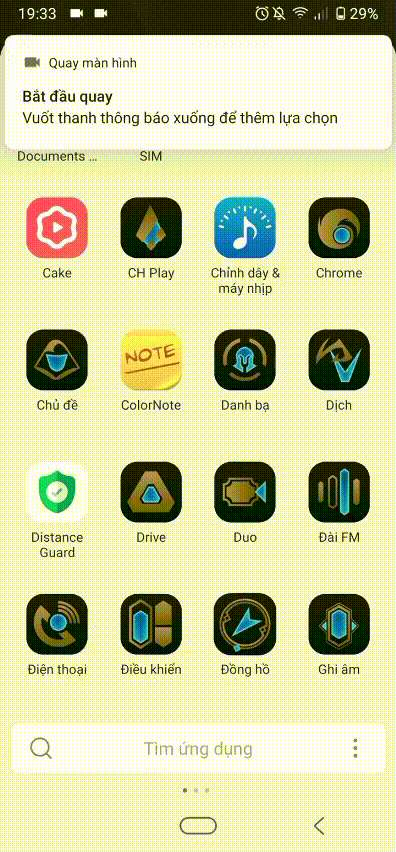 19:33
29%
Quay màn hình
Bắt đầu quay
Vuốt thanh thông báo xuống để thêm lựa chọn
Documents ...
SIM
Cake
CH Play
Chỉnh dây &
máy nhịp
Chrome
Chủ đề
NOTE
ColorNote
Danh bạ
Dịch
Distance
Guard
Drive
Duo
Đài FM
Điện thoại
Điều khiển
Đồng hồ
Ghi âm
Tìm ứng dụng